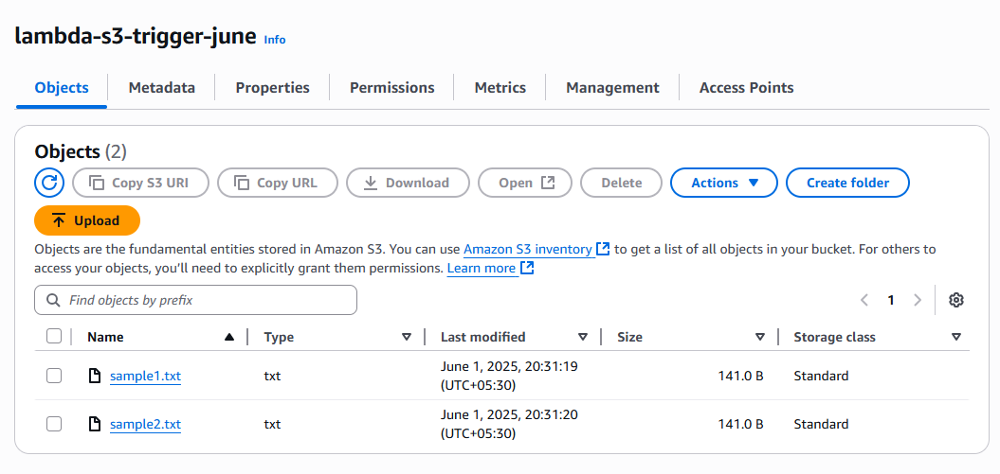 lambda-s3-trigger-june Info
Objects Metadata Properties Permissions Metrics Management Access Points
Objects (2)
Copy S3 URI Copy URL Download Open Delete Actions Create folder
Upload
Objects are the fundamental entities stored in Amazon S3. You can use Amazon S3 inventory to get a list of all objects in your bucket. For others to
access your objects, you’ll need to explicitly grant them permissions. Learn more
Find objects by prefix 1
Name Type Last modified Size Storage class
sample1.txt txt June 1, 2025, 20:31:19 (UTC+05:30) 141.0 B Standard
sample2.txt txt June 1, 2025, 20:31:20 (UTC+05:30) 141.0 B Standard